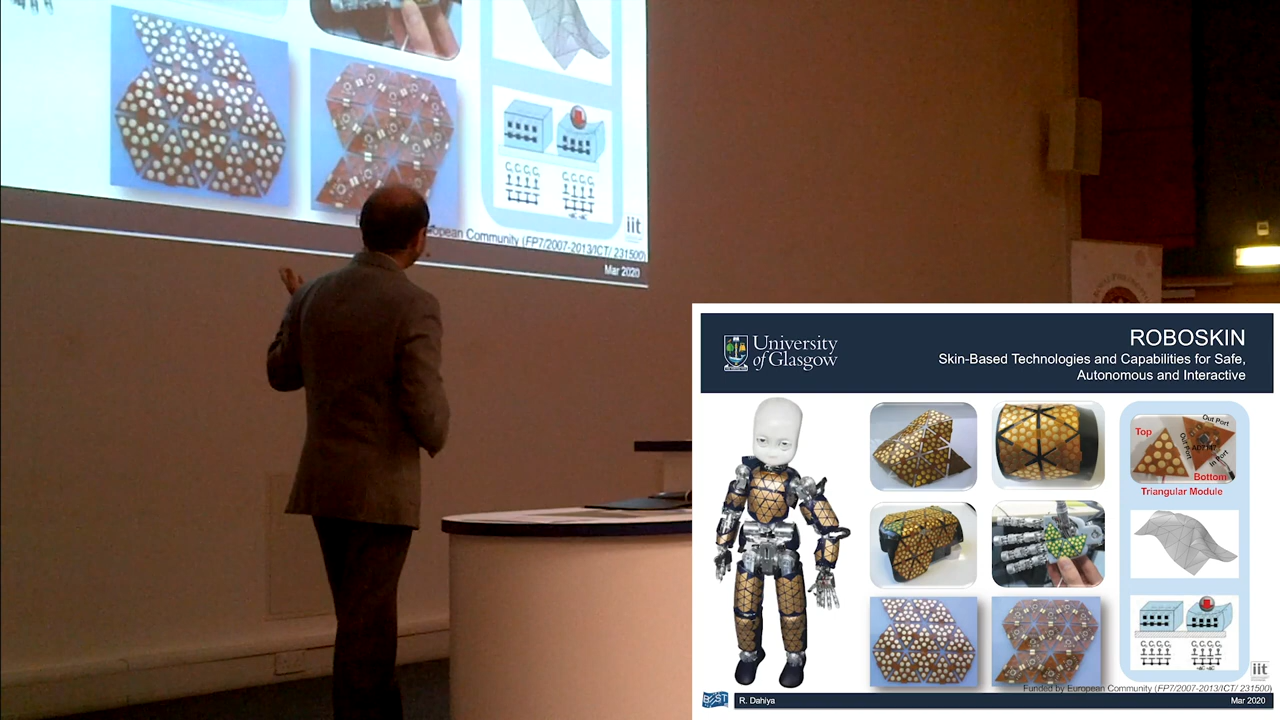 iit
European Community (FP7/2007-2013/ICT/ 231500)
Mar 2020
University
of Glasgow
ROBOSKIN
Skin-Based Technologies and Capabilities for Safe,
Autonomous and Interactive
Top
Out Port
Out Port
AD7147
In Port
Bottom
Triangular Module
iit
Funded by European Community (FP7/2007-2013/ICT/ 231500)
BEST
R. Dahiya
Mar 2020